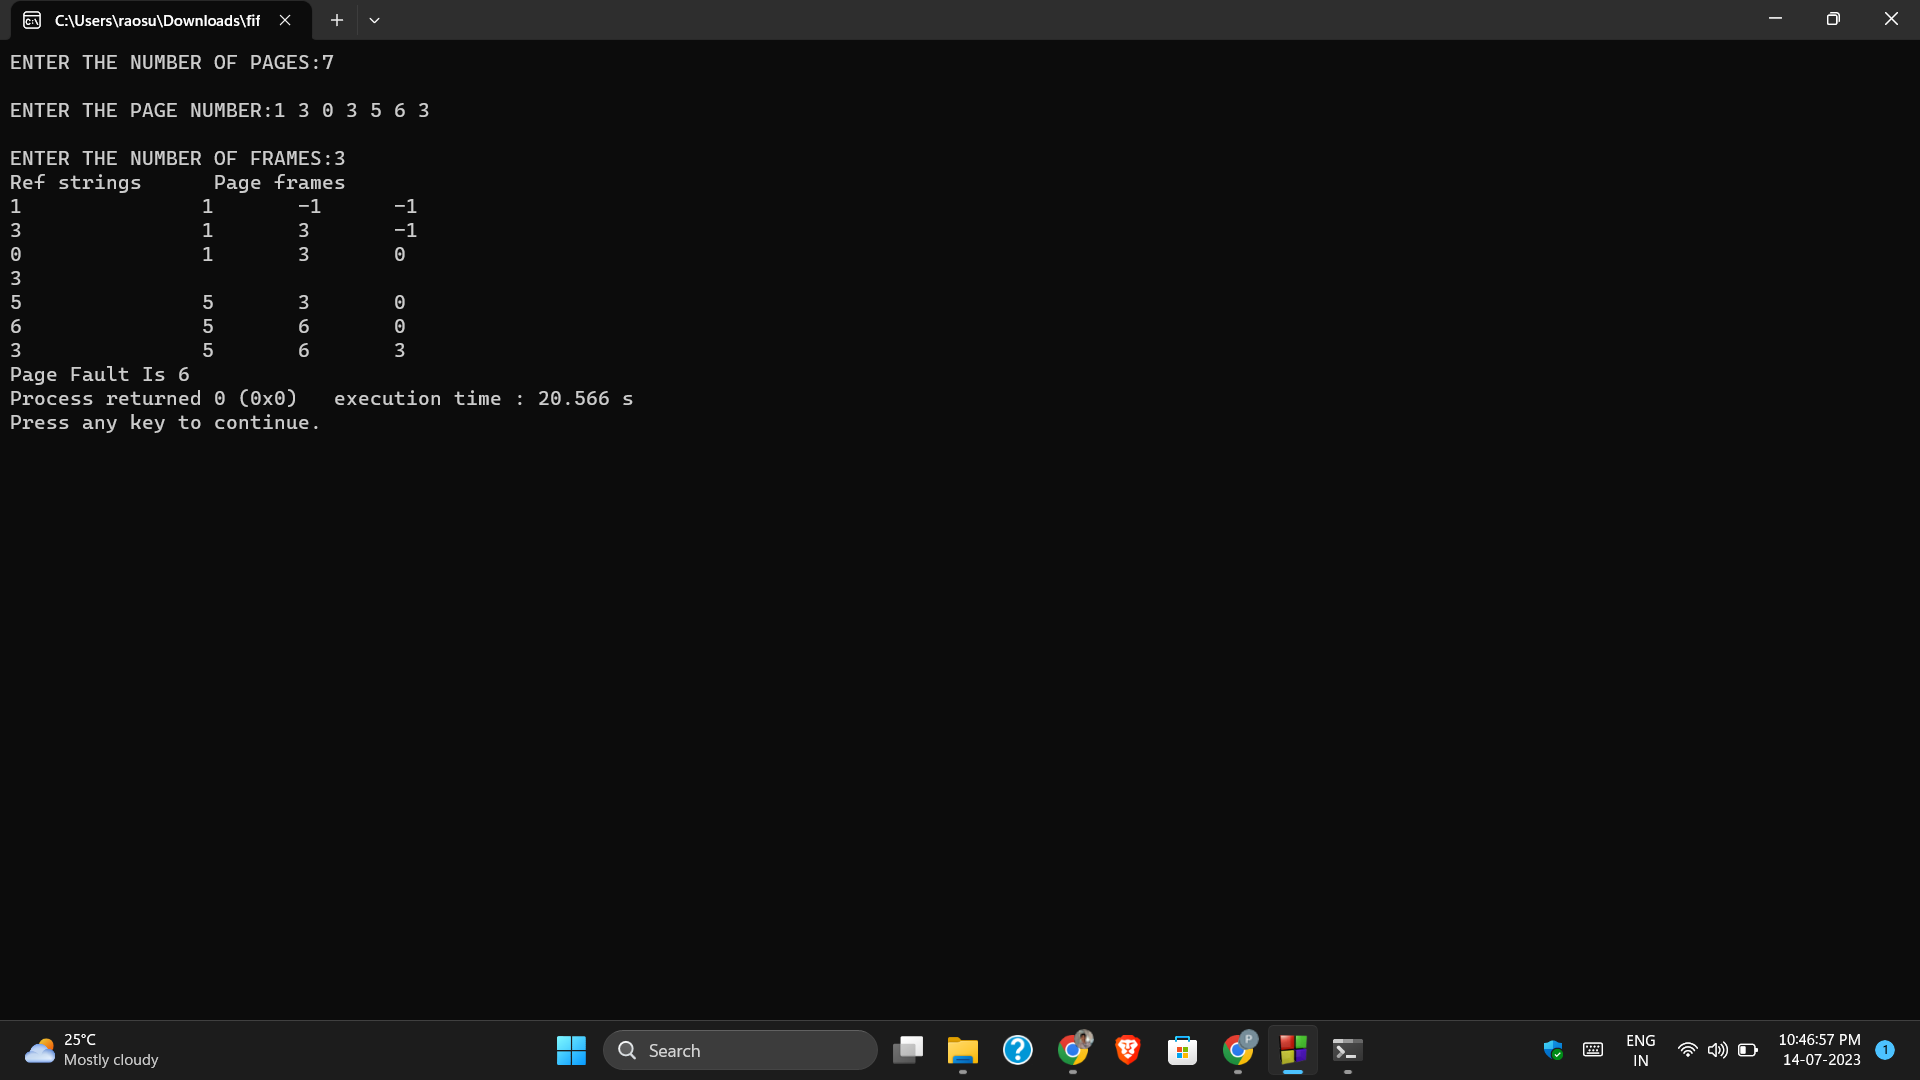 C:\Users\raosu\Downloads\fif
ENTER THE NUMBER OF PAGES:7
ENTER THE PAGE NUMBER:1 3 0 3 5 6 3
ENTER THE NUMBER OF FRAMES:3
Ref strings      Page frames
1               1       -1      -1
3               1       3       -1
0               1       3       0
3
5               5       3       0
6               5       6       0
3               5       6       3
Page Fault Is 6
Process returned 0 (0x0)   execution time : 20.566 s
Press any key to continue.
25°C
Mostly cloudy
Search
P
ENG
IN
10:46:57 PM
14-07-2023
1